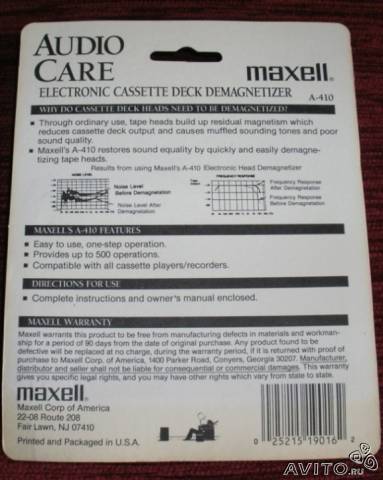 AUDIO
CARE
maxell®
ELECTRONIC CASSETTE DECK DEMAGNETIZER
A-410
WHY DO CASSETTE DECK HEADS NEED TO BE DEMAGNETIZED?
■ Through ordinary use, tape heads build up residual magnetism which
reduces cassette deck output and causes muffled sounding tones and poor
sound quality.
■ Maxell's A-410 restores sound equality by quickly and easily demagne-
tizing tape heads.
Results from using Maxell's A-410 Electronic Head Demagnetizer
NOISE LEVEL
Noise Level
Before Demagnetization
Noise Level After
Demagnetization
FREQUENCY RESPONSE
Frequency Response
After Demagnetization
Frequency Response
Before Demagnetization
MAXELL'S A-410 FEATURES
■ Easy to use, one-step operation.
■ Provides up to 500 operations.
■ Compatible with all cassette players/recorders.
DIRECTIONS FOR USE
■ Complete instructions and owner's manual enclosed.
MAXELL WARRANTY
Maxell warrants this product to be free from manufacturing defects in materials and workman-
ship for a period of 90 days from the date of original purchase. Any product found to be
defective will be replaced at no charge, during the warranty period, if it is returned with proof of
purchase to Maxell Corp. of America, 1400 Parker Road, Conyers, Georgia 30207. Manufacturer,
distributor and seller shall not be liable for consequential or commercial damages. This warranty
gives you specific legal rights, and you may have other rights which vary from state to state.
maxell®
Maxell Corp of America
22-08 Route 208
Fair Lawn, NJ 07410
Printed and Packaged in U.S.A.
0 25215 19016 2
AVITO.ru